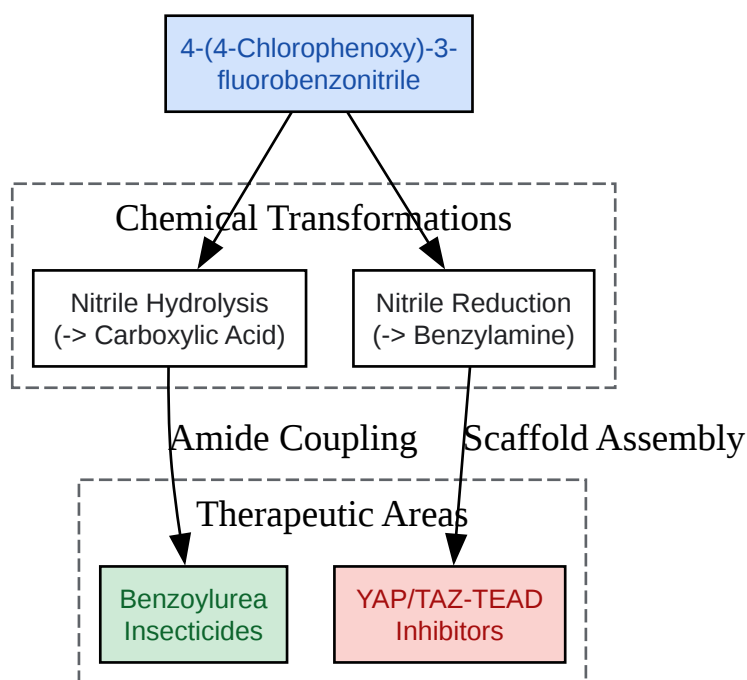 4-(4-Chlorophenoxy)-3-
fluorobenzonitrile
Chemical Transformations
Nitrile Hydrolysis
(-> Carboxylic Acid)
Nitrile Reduction
(-> Benzylamine)
Amide Coupling
Scaffold Assembly
Therapeutic Areas
Benzoylurea
Insecticides
YAP/TAZ-TEAD
Inhibitors